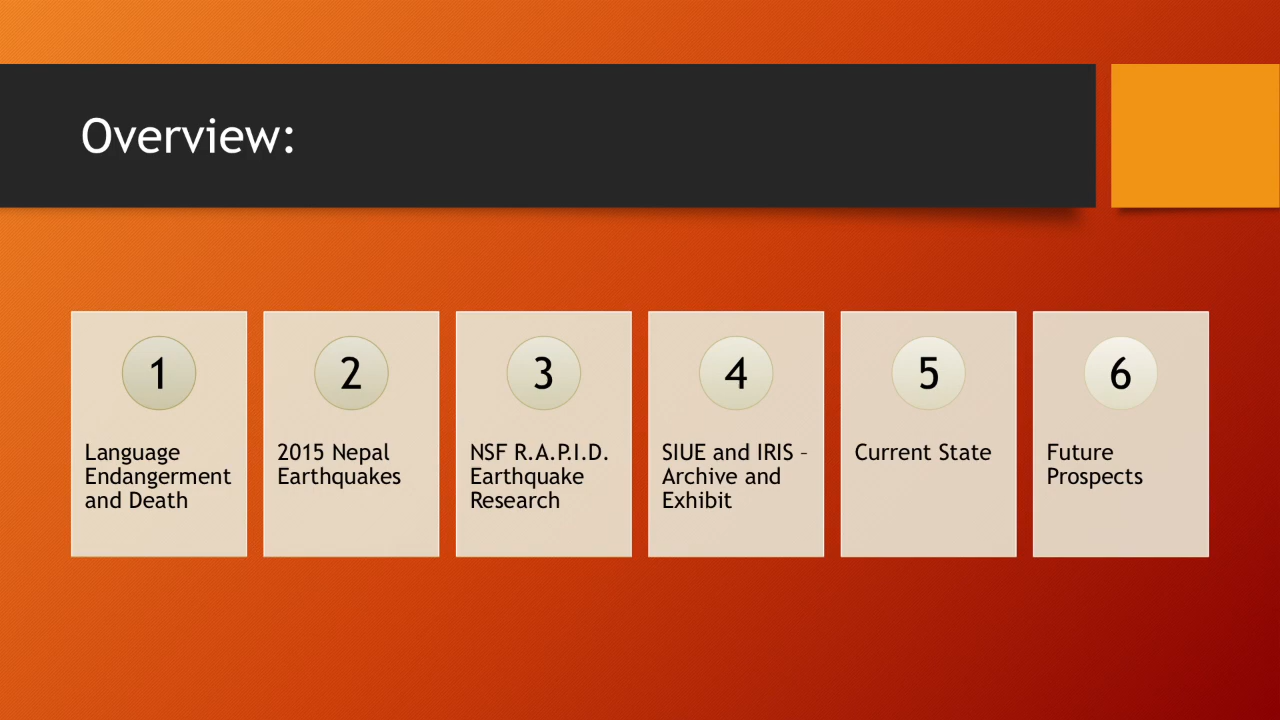 Overview:
1
Language
Endangerment
and Death
2
2015 Nepal
Earthquakes
3
NSF R.A.P.I.D.
Earthquake
Research
4
SIUE and IRIS –
Archive and
Exhibit
5
Current State
6
Future
Prospects